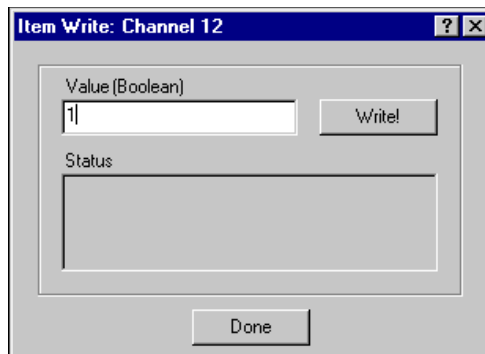 Item Write: Channel 12
Value (Boolean)
1
Write!
Status
Done